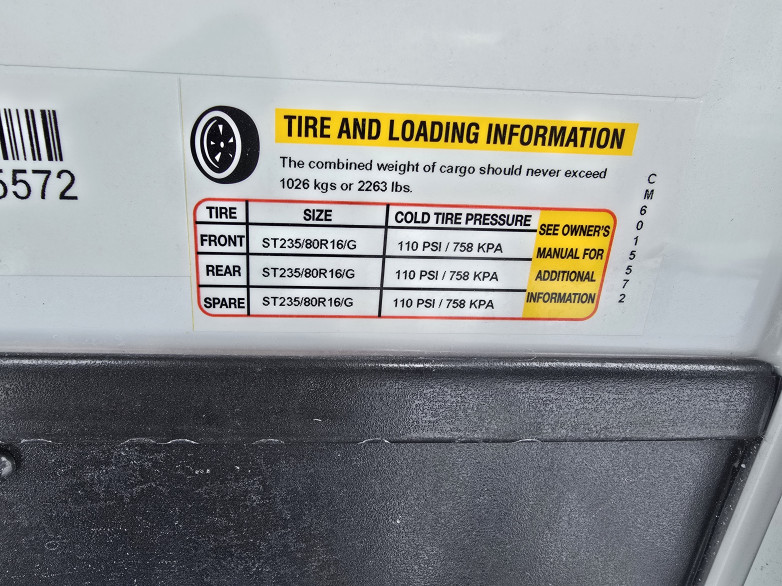 5572
TIRE AND LOADING INFORMATION
The combined weight of cargo should never exceed
1026 kgs or 2263 lbs.
TIRE SIZE COLD TIRE PRESSURE
FRONT ST235/80R16/G 110 PSI / 758 KPA
REAR ST235/80R16/G 110 PSI / 758 KPA
SPARE ST235/80R16/G 110 PSI / 758 KPA
SEE OWNER'S
MANUAL FOR
ADDITIONAL
INFORMATION
CM6015572